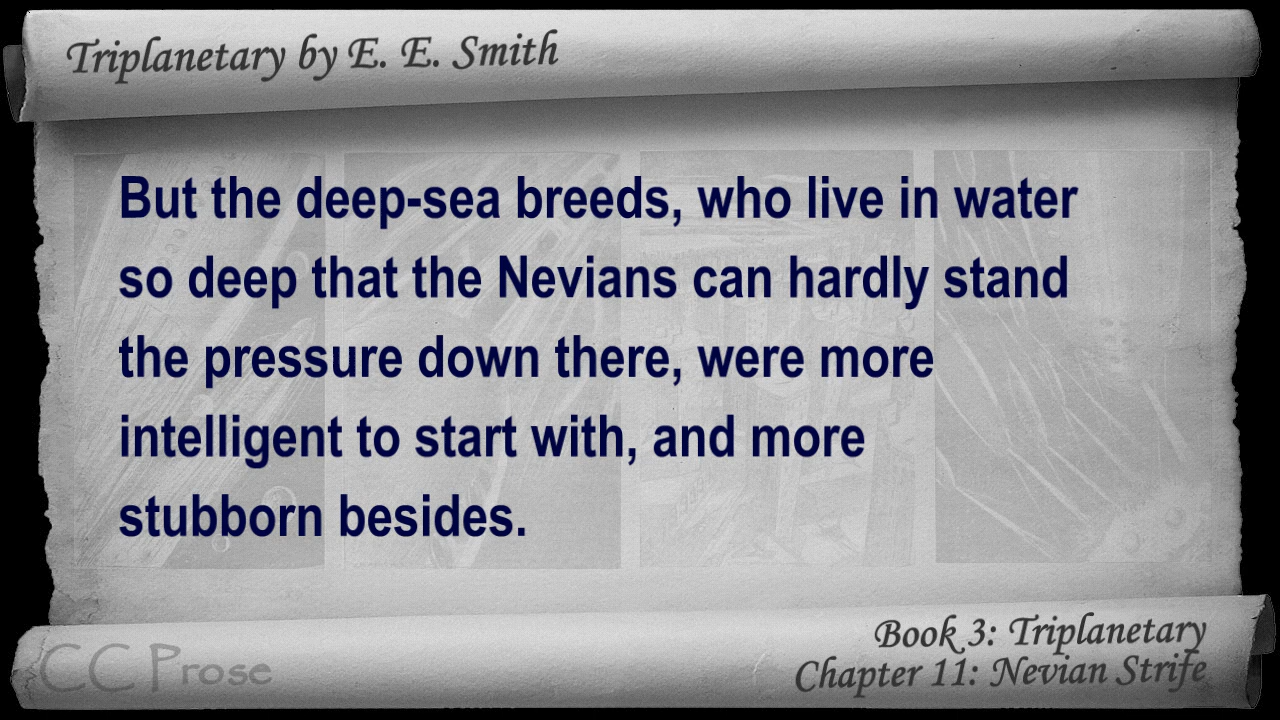 Triplanetary by E. E. Smith
But the deep-sea breeds, who live in water
so deep that the Nevians can hardly stand
the pressure down there, were more
intelligent to start with, and more
stubborn besides.
Book 3: Triplanetary
Chapter 11: Nevian Strife
CC Prose